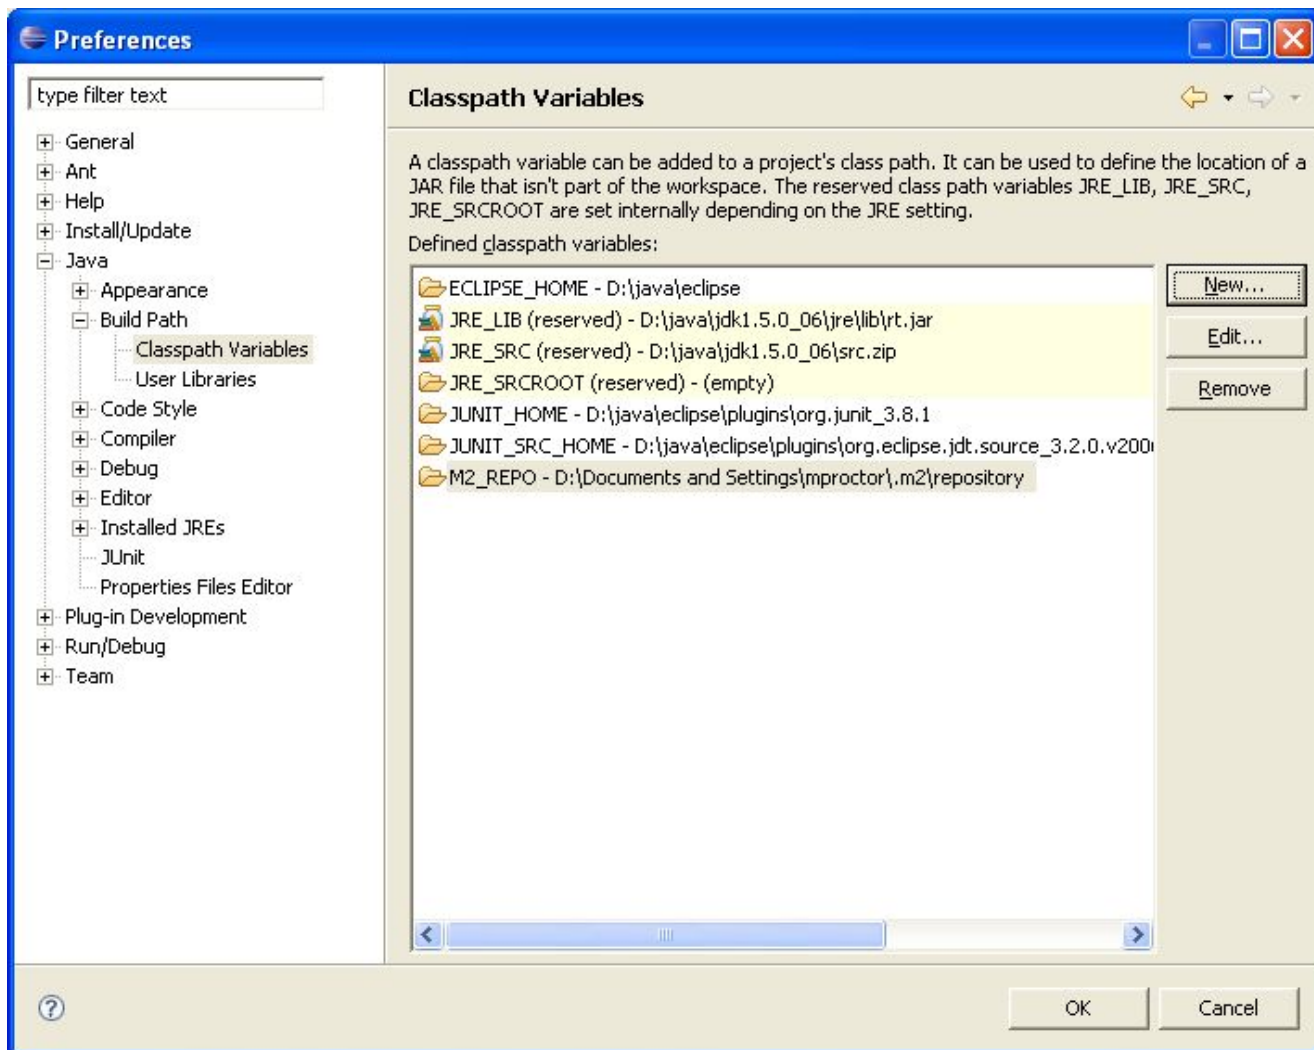 Preferences
type filter text
General
Ant
Help
Install/Update
Java
Appearance
Build Path
Classpath Variables
User Libraries
Code Style
Compiler
Debug
Editor
Installed JREs
JUnit
Properties Files Editor
Plug-in Development
Run/Debug
Team
Classpath Variables
A classpath variable can be added to a project's class path. It can be used to define the location of a
JAR file that isn't part of the workspace. The reserved class path variables JRE_LIB, JRE_SRC,
JRE_SRCROOT are set internally depending on the JRE setting.
Defined classpath variables:
ECLIPSE_HOME - D:\java\eclipse
JRE_LIB (reserved) - D:\java\jdk1.5.0_06\jre\lib\rt.jar
JRE_SRC (reserved) - D:\java\jdk1.5.0_06\src.zip
JRE_SRCROOT (reserved) - (empty)
JUNIT_HOME - D:\java\eclipse\plugins\org.junit_3.8.1
JUNIT_SRC_HOME - D:\java\eclipse\plugins\org.eclipse.jdt.source_3.2.0.v200
M2_REPO - D:\Documents and Settings\mproctor\.m2\repository
New...
Edit...
Remove
OK
Cancel